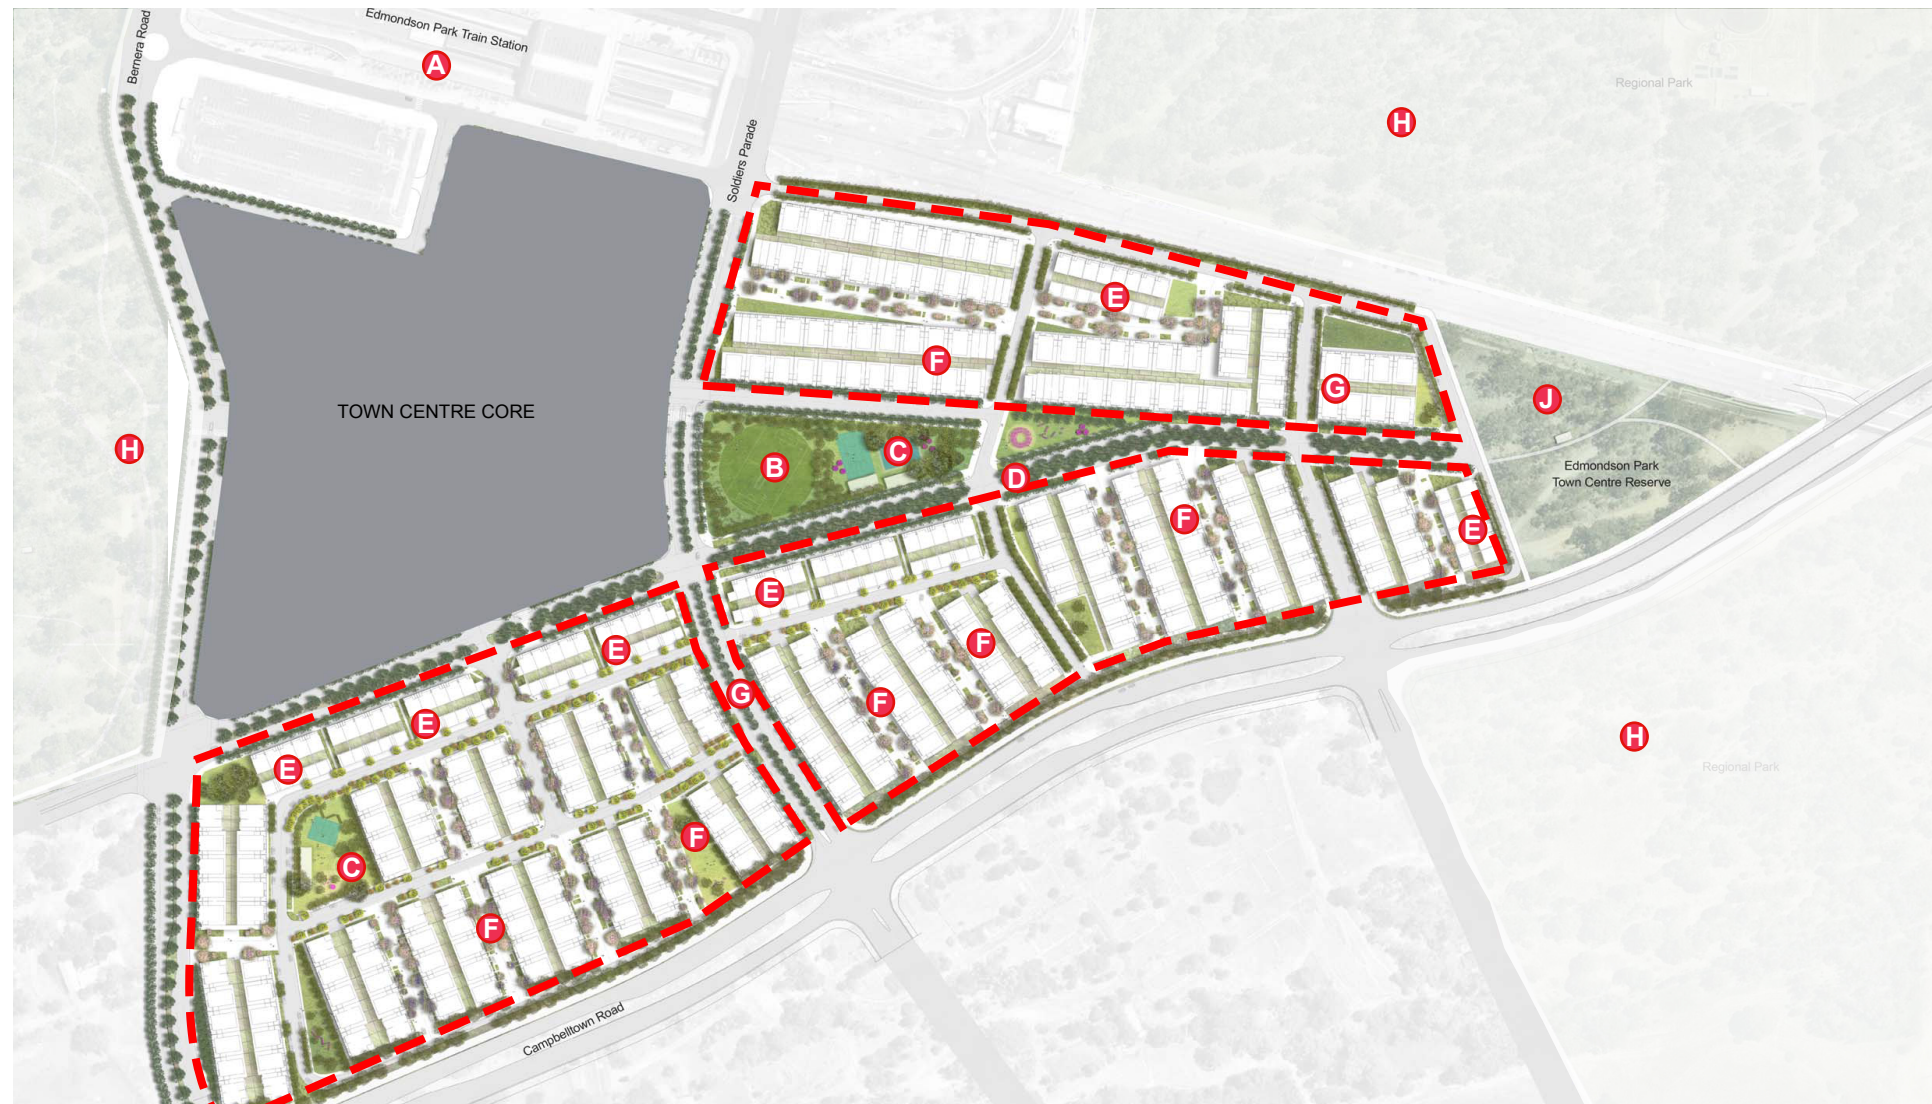 Bernera Road
Edmondson Park Train Station
A
Regional Park
H
Soldiers Parade
E
F
G
J
TOWN CENTRE CORE
H
B
C
D
Edmondson Park
Town Centre Reserve
F
E
E
E
F
G
F
E
E
H
Regional Park
C
F
F
Campbelltown Road